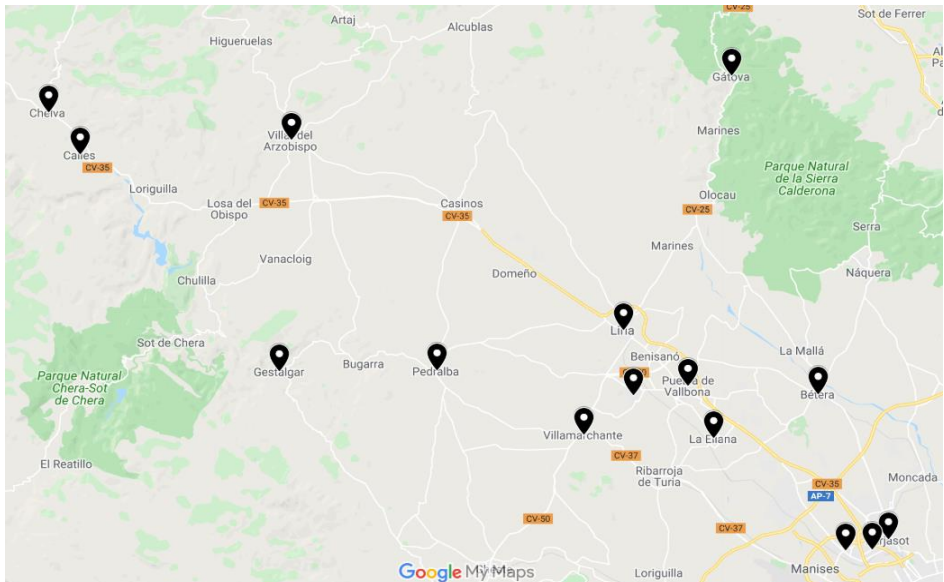 CV-25
Sot de Ferrer
Artaj
Alcublas
Higueruelas
Gátova
Chelva
Marines
Villar del
Arzobispo
Calles
CV-35
Parque Natural
de la Sierra
Calderona
Loriguilla
Losa del
Obispo
CV-35
Casinos
CV-35
Olocau
CV-25
Serra
Marines
Vanacloig
Domeño
Náquera
Chulilla
Liria
Sot de Chera
La Mallá
Benisanó
Bugarra
Gestalgar
Pedralba
Parque Natural
Chera-Sot
de Chera
Puebla de
Vallbona
Bétera
Villamarchante
La Eliana
CV-37
El Reatillo
Ribarroja
de Turia
Moncada
CV-35
AP-7
CV-50
CV-37
Manises
Loriguilla
Google My Maps